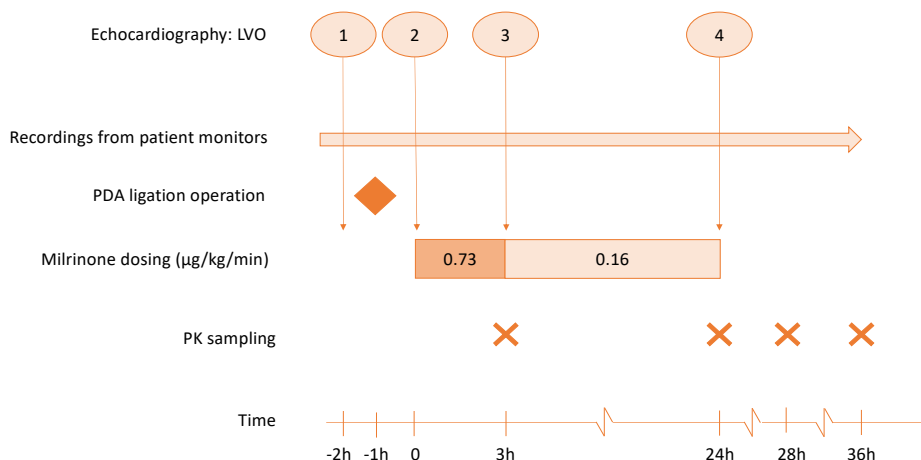 Echocardiography: LVO
1 2 3 4
Recordings from patient monitors
PDA ligation operation
Milrinone dosing (µg/kg/min)
0.73 0.16
PK sampling
Time
-2h -1h 0 3h 24h 28h 36h